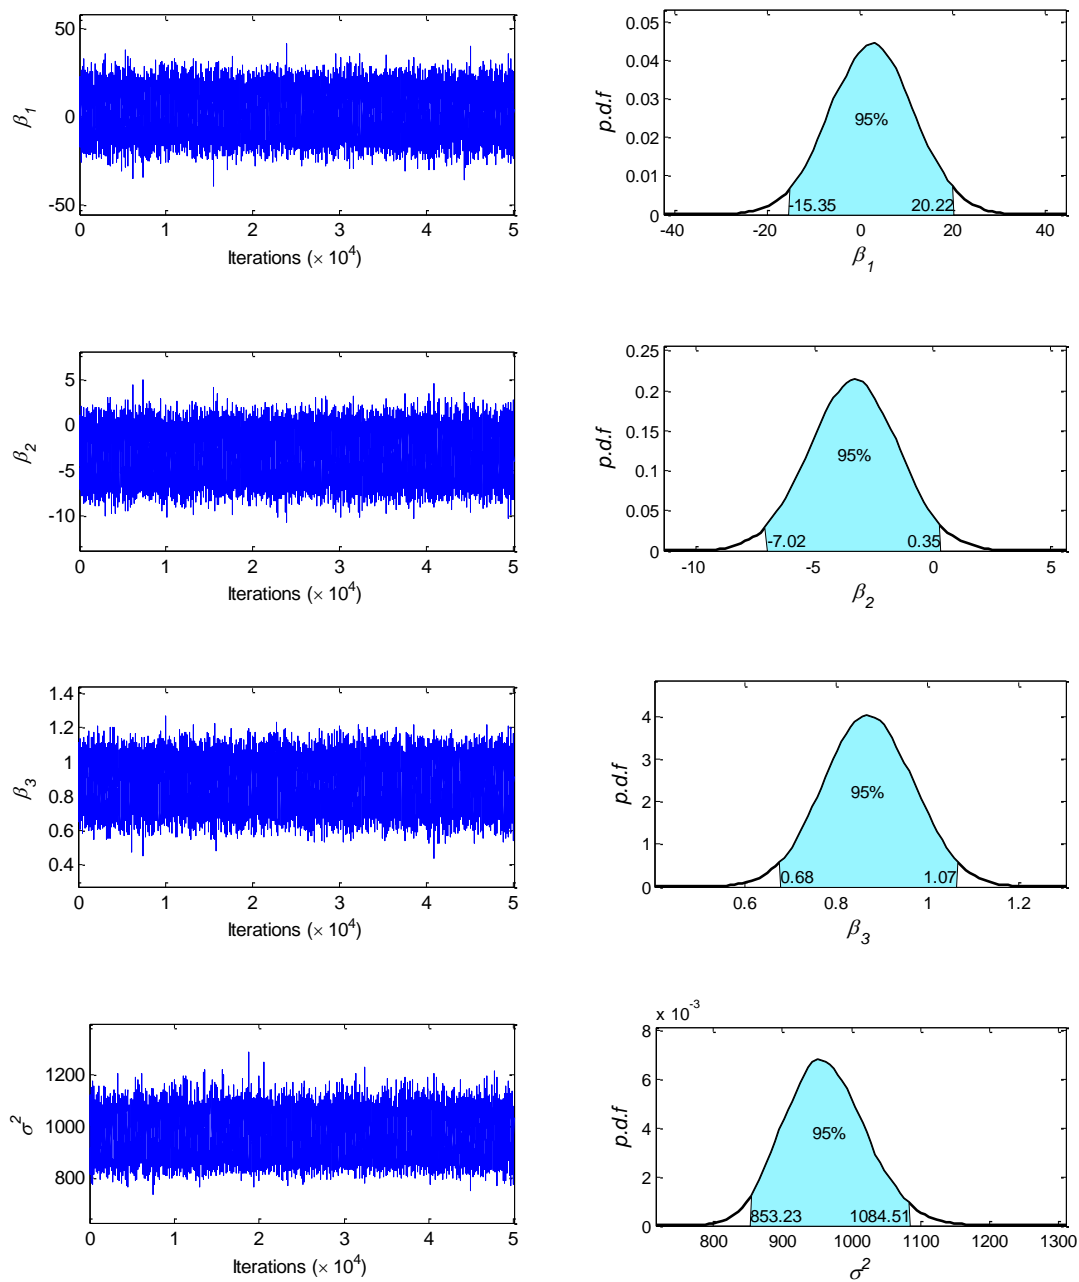 50
0
-50
β1
0 1 2 3 4 5
Iterations (× 10^4)
0.05
0.04
0.03
0.02
0.01
0
p.d.f
95%
-15.35 20.22
-40 -20 0 20 40
β1
5
0
-5
-10
β2
0 1 2 3 4 5
Iterations (× 10^4)
0.25
0.2
0.15
0.1
0.05
0
p.d.f
95%
-7.02 0.35
-10 -5 0 5
β2
1.4
1.2
1
0.8
0.6
0.4
β3
0 1 2 3 4 5
Iterations (× 10^4)
4
3
2
1
0
p.d.f
95%
0.68 1.07
0.6 0.8 1 1.2
β3
1200
1000
800
σ^2
0 1 2 3 4 5
Iterations (× 10^4)
x 10^-3
8
6
4
2
0
p.d.f
95%
853.23 1084.51
800 900 1000 1100 1200 1300
σ^2